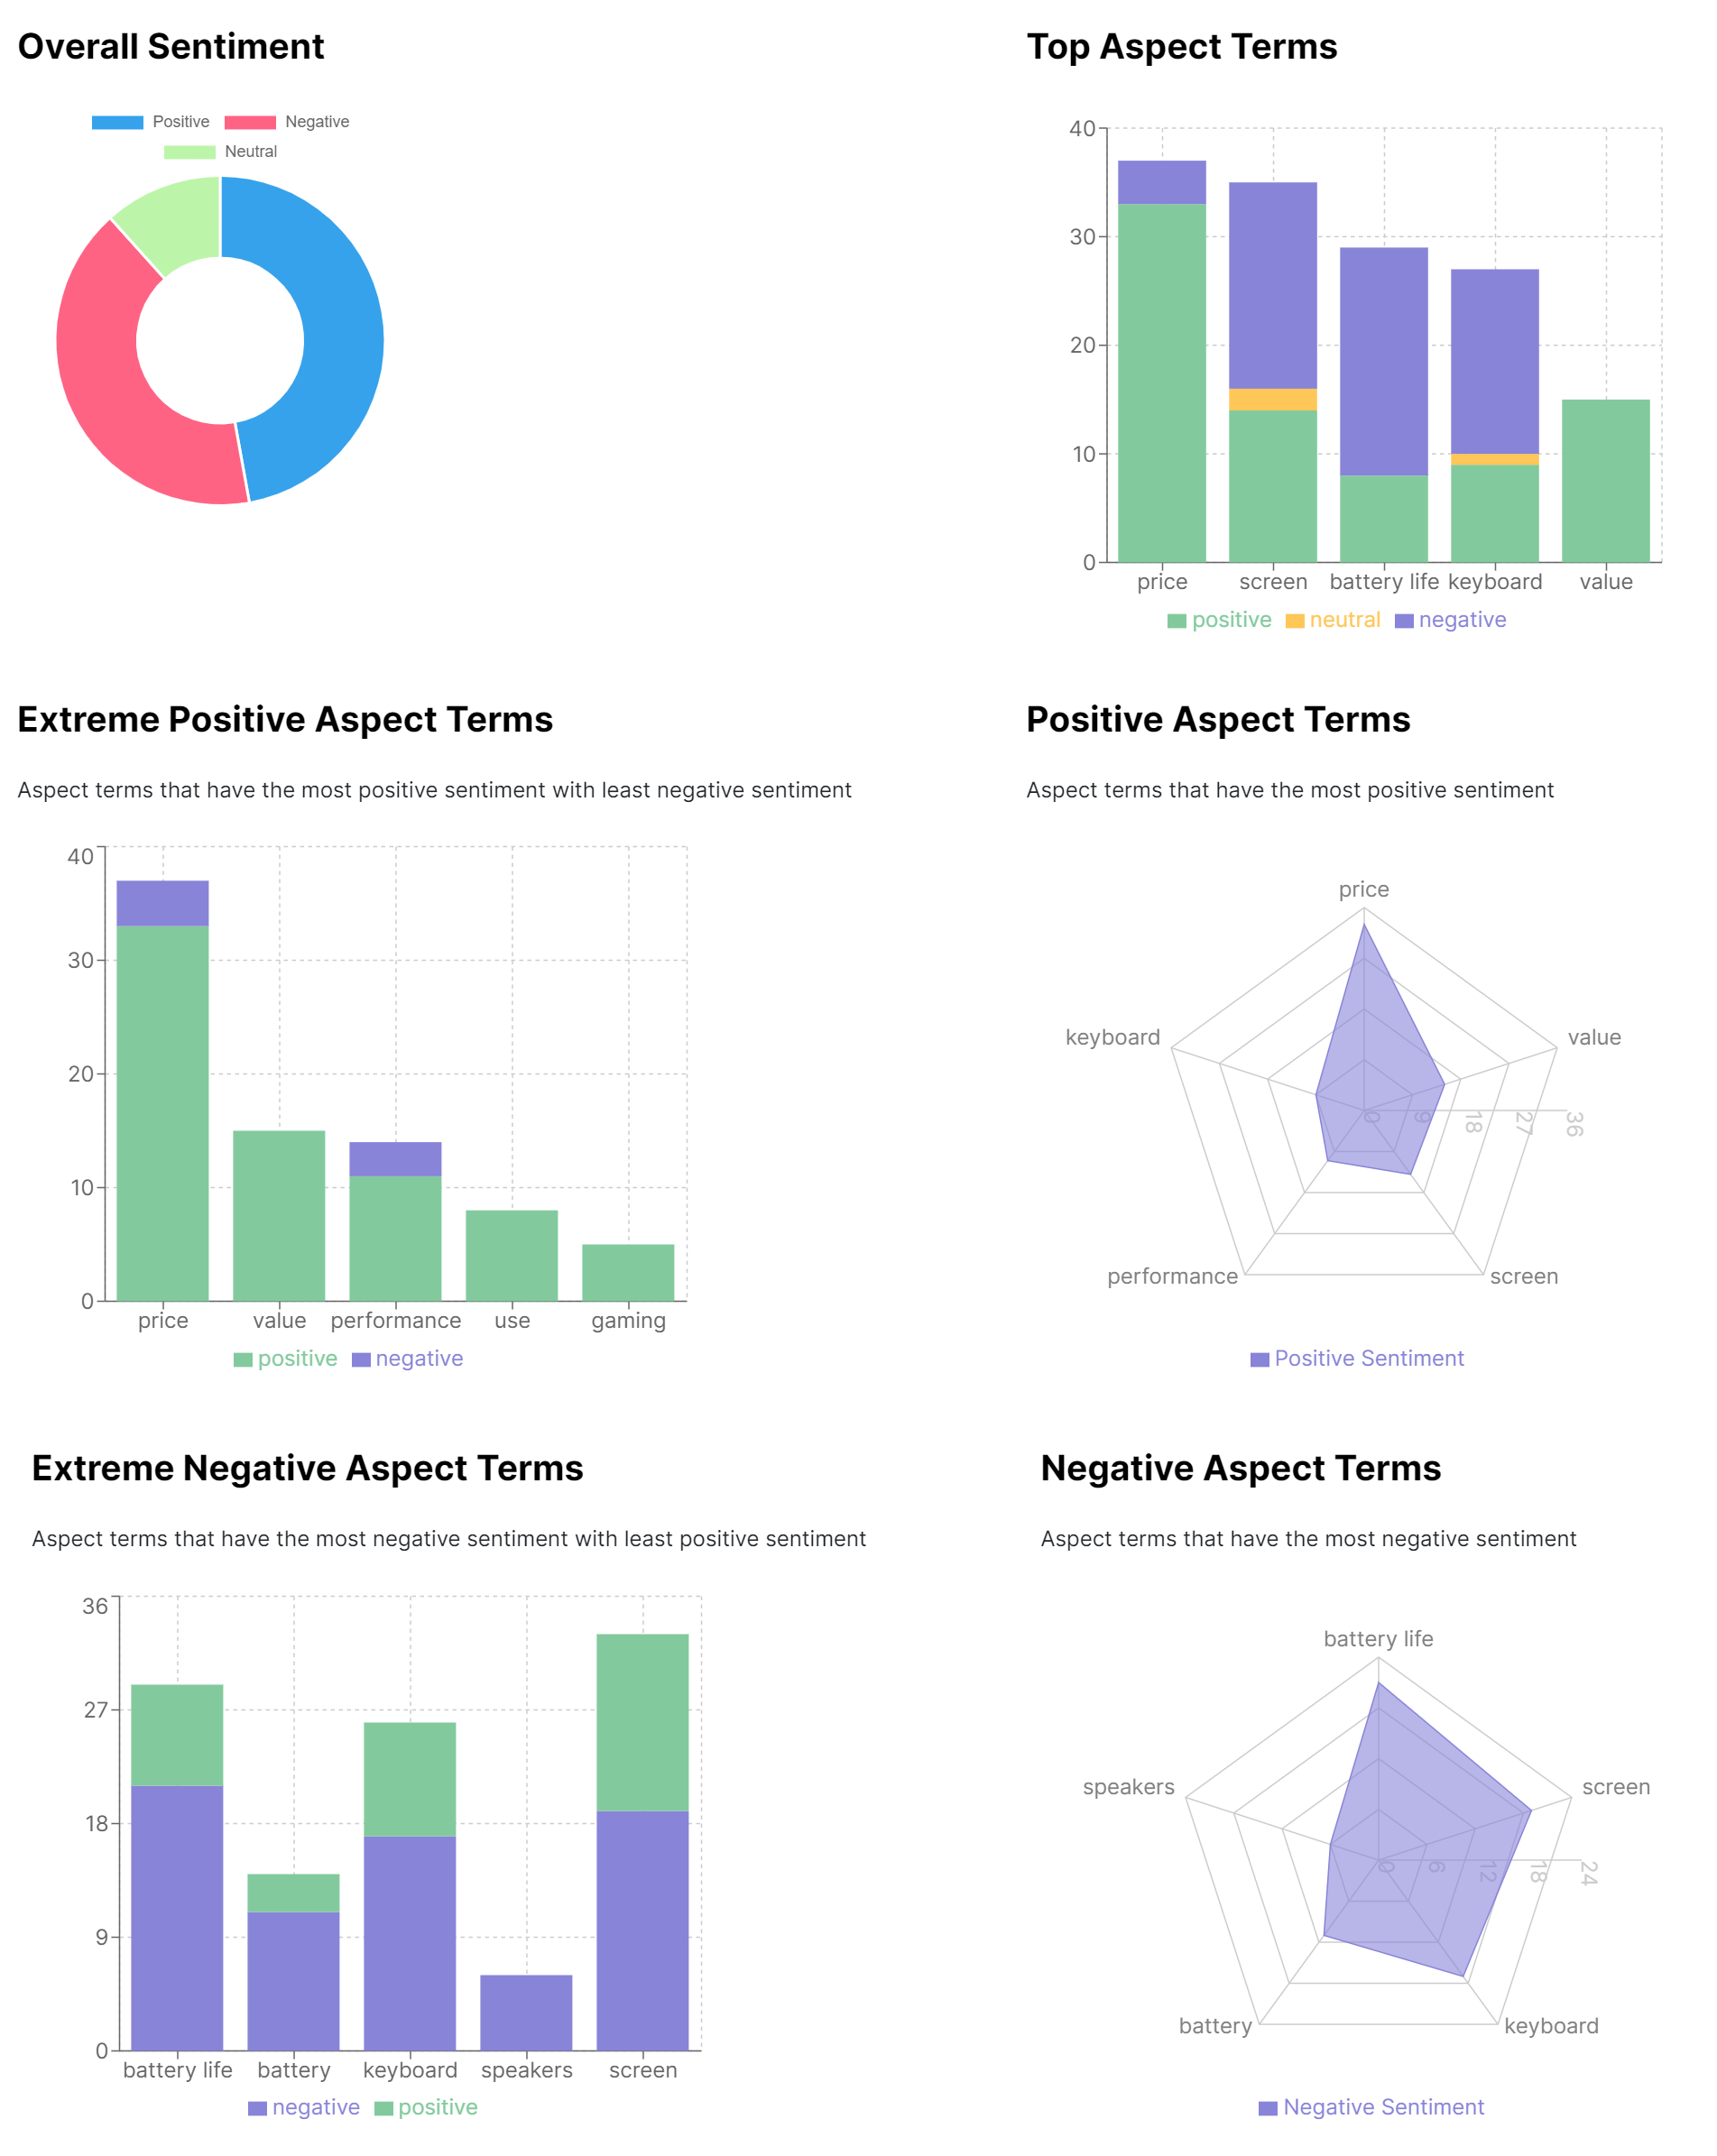 Overall Sentiment
Positive Negative
Neutral
Top Aspect Terms
40
30
20
10
0
price screen battery life keyboard value
positive neutral negative
Extreme Positive Aspect Terms
Aspect terms that have the most positive sentiment with least negative sentiment
40
30
20
10
0
price value performance use gaming
positive negative
Positive Aspect Terms
Aspect terms that have the most positive sentiment
price
keyboard value
0 9 18 27 36
performance screen
Positive Sentiment
Extreme Negative Aspect Terms
Aspect terms that have the most negative sentiment with least positive sentiment
36
27
18
9
0
battery life battery keyboard speakers screen
negative positive
Negative Aspect Terms
Aspect terms that have the most negative sentiment
battery life
speakers screen
0 6 12 18 24
battery keyboard
Negative Sentiment